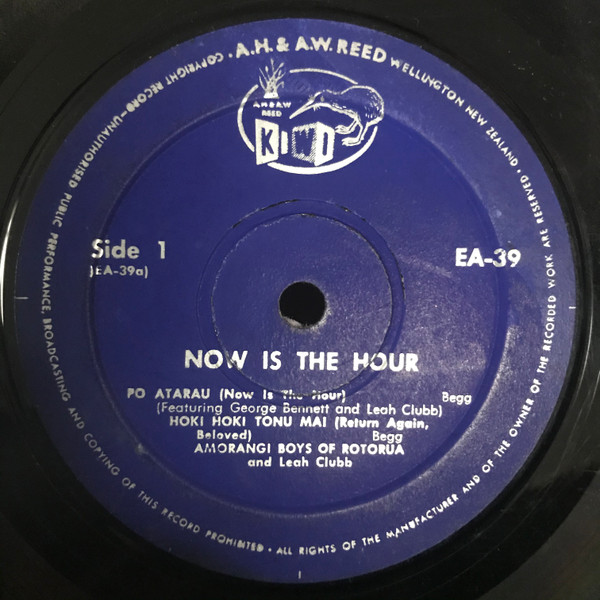 A.H. & A.W. REED WELLINGTON NEW ZEALAND • ALL RIGHTS OF THE MANUFACTURER AND OF THE OWNER OF THE RECORDED WORK ARE RESERVED •
COPYRIGHT RECORD—UNAUTHORISED PUBLIC PERFORMANCE, BROADCASTING AND COPYING OF THIS RECORD PROHIBITED •
A.H & A.W
REED
KIWI
Side 1
(EA-39a)
EA-39
NOW IS THE HOUR
PO ATARAU (Now Is The Hour) Begg
(Featuring George Bennett and Leah Clubb)
HOKI HOKI TONU MAI (Return Again,
Beloved) Begg
AMORANGI BOYS OF ROTORUA
and Leah Clubb